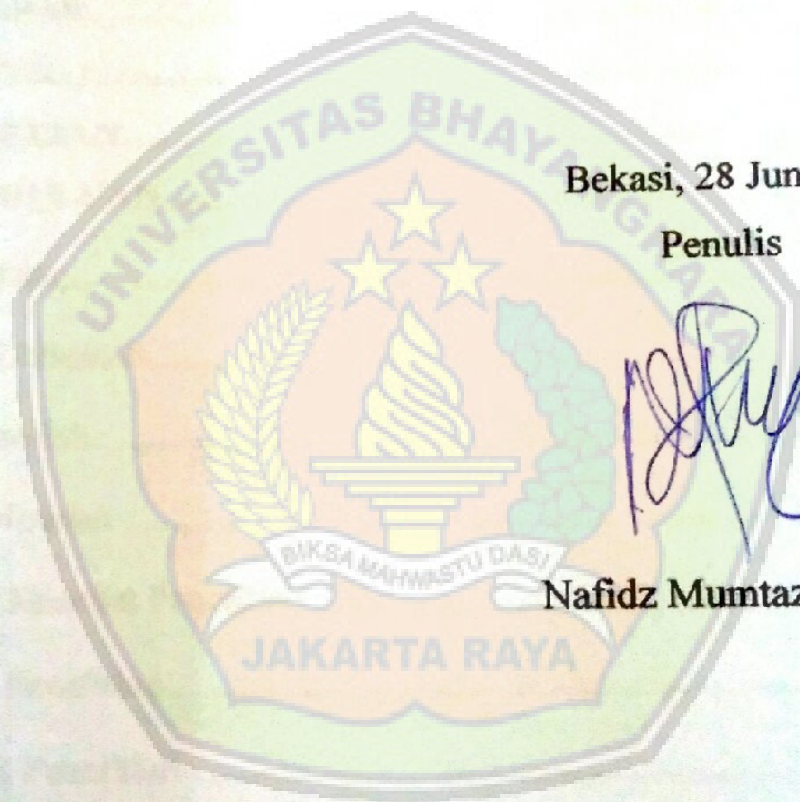 UNIVERSITAS BHAYANGKARA
Bekasi, 28 Jun
Penulis
BIKSA MAHWASTU DASI
Nafidz Mumtaz
JAKARTA RAYA